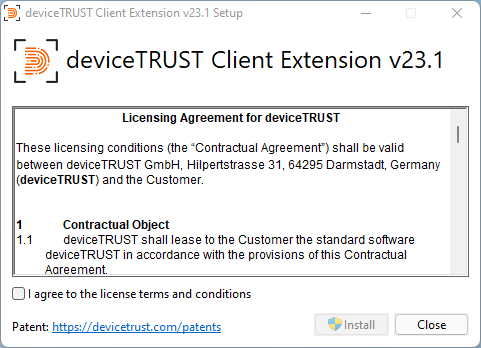 deviceTRUST Client Extension v23.1 Setup
deviceTRUST Client Extension v23.1
Licensing Agreement for deviceTRUST
These licensing conditions (the “Contractual Agreement”) shall be valid
between deviceTRUST GmbH, Hilpertstrasse 31, 64295 Darmstadt, Germany
(deviceTRUST) and the Customer.
1 Contractual Object
1.1 deviceTRUST shall lease to the Customer the standard software
deviceTRUST in accordance with the provisions of this Contractual
Agreement.
I agree to the license terms and conditions
Patent: https://devicetrust.com/patents
Install
Close